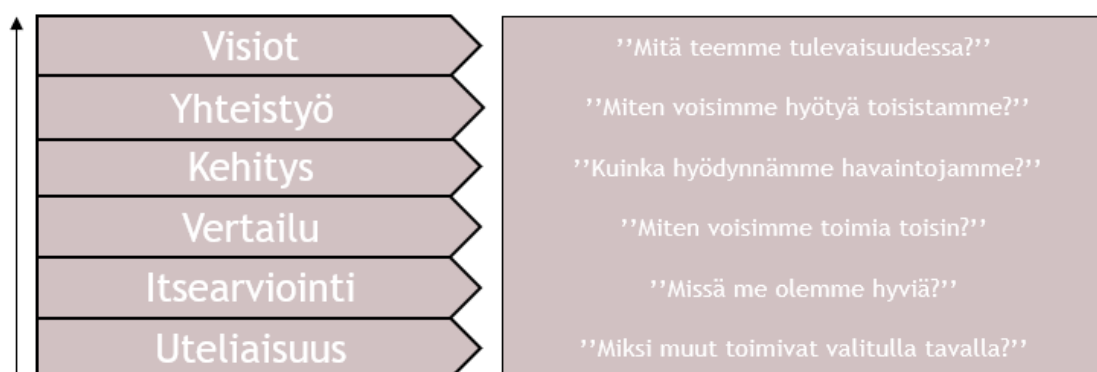 Visiot
’’Mitä teemme tulevaisuudessa?’’
Yhteistyö
’’Miten voisimme hyötyä toisistamme?’’
Kehitys
’’Kuinka hyödynnämme havaintojamme?’’
Vertailu
’’Miten voisimme toimia toisin?’’
Itsearviointi
’’Missä me olemme hyviä?’’
Uteliaisuus
’’Miksi muut toimivat valitulla tavalla?’’